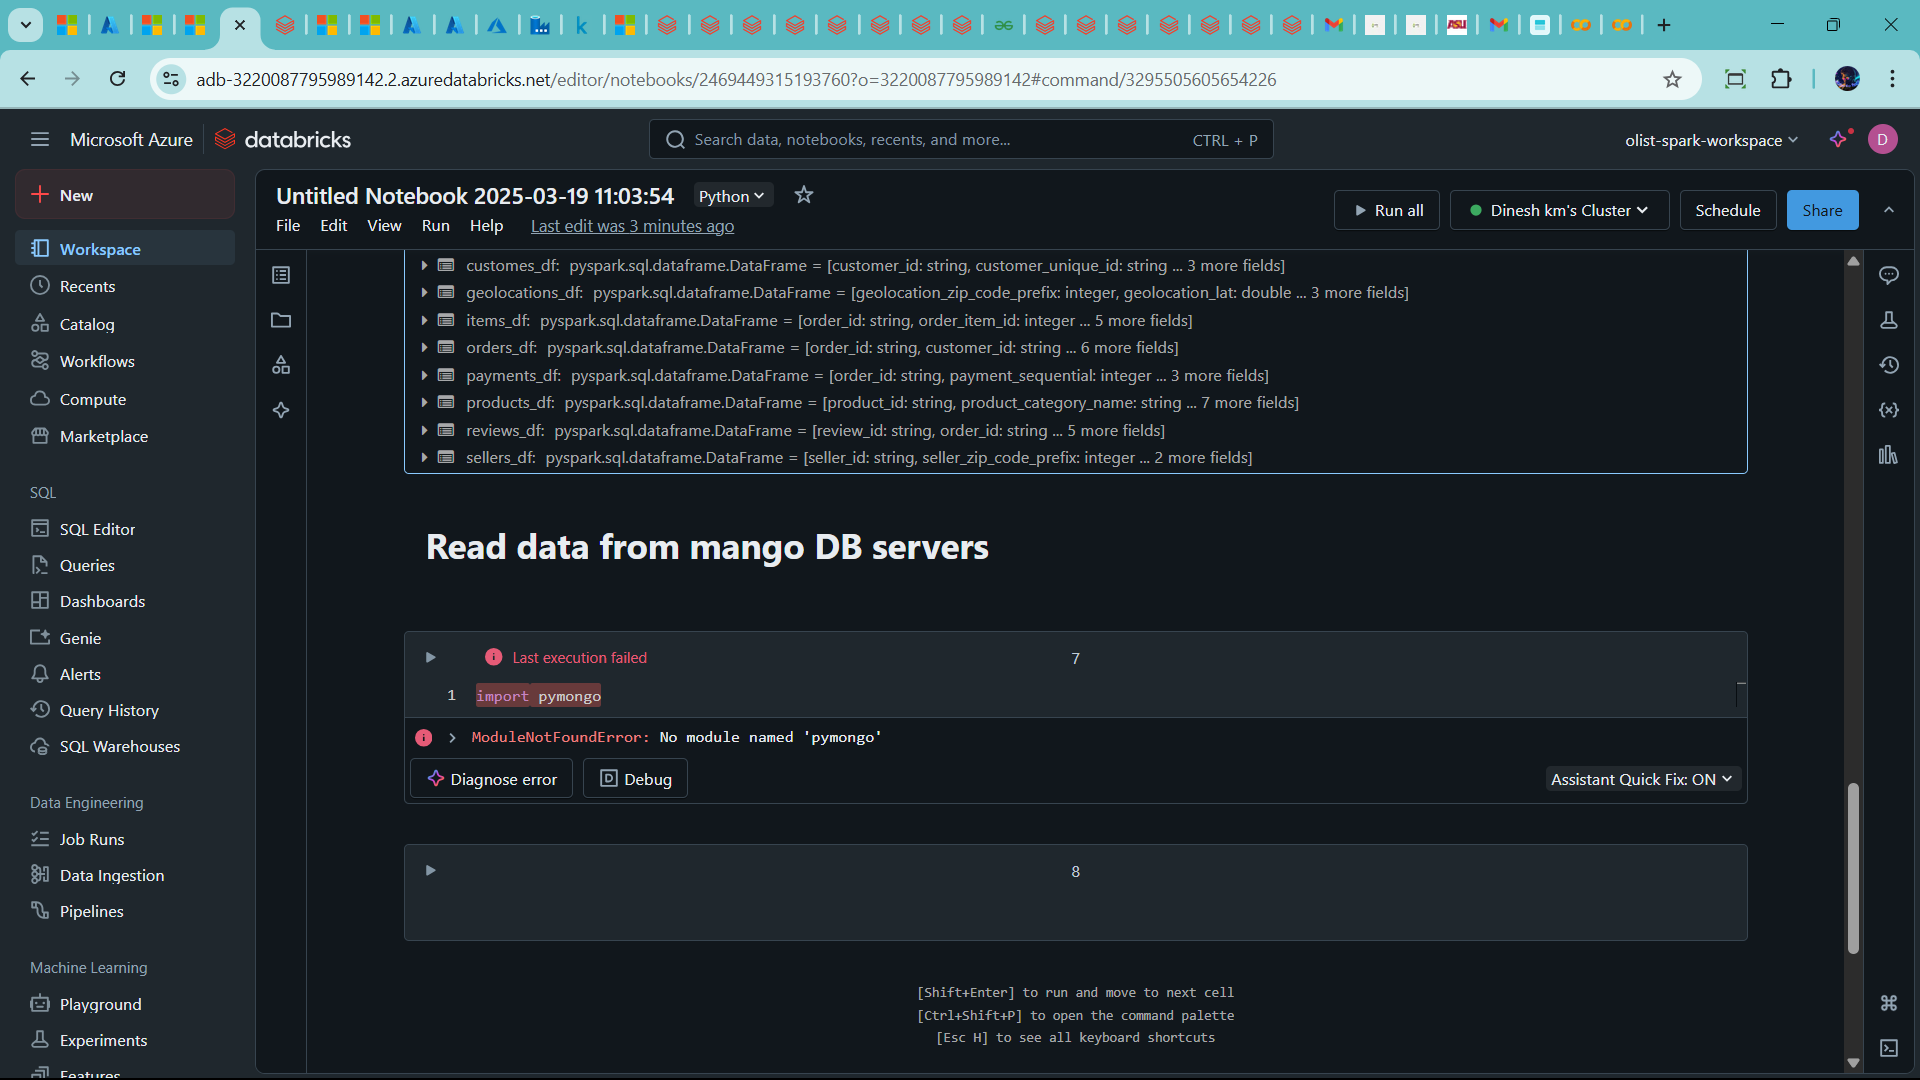 adb-3220087795989142.2.azuredatabricks.net/editor/notebooks/2469449315193760?o=3220087795989142#command/3295505605654226
Microsoft Azure databricks
Search data, notebooks, recents, and more... CTRL + P
olist-spark-workspace
D
New
Workspace
Recents
Catalog
Workflows
Compute
Marketplace
SQL
SQL Editor
Queries
Dashboards
Genie
Alerts
Query History
SQL Warehouses
Data Engineering
Job Runs
Data Ingestion
Pipelines
Machine Learning
Playground
Experiments
Features
Untitled Notebook 2025-03-19 11:03:54 Python
File Edit View Run Help Last edit was 3 minutes ago
Run all Dinesh km's Cluster Schedule Share
customes_df: pyspark.sql.dataframe.DataFrame = [customer_id: string, customer_unique_id: string ... 3 more fields]
geolocations_df: pyspark.sql.dataframe.DataFrame = [geolocation_zip_code_prefix: integer, geolocation_lat: double ... 3 more fields]
items_df: pyspark.sql.dataframe.DataFrame = [order_id: string, order_item_id: integer ... 5 more fields]
orders_df: pyspark.sql.dataframe.DataFrame = [order_id: string, customer_id: string ... 6 more fields]
payments_df: pyspark.sql.dataframe.DataFrame = [order_id: string, payment_sequential: integer ... 3 more fields]
products_df: pyspark.sql.dataframe.DataFrame = [product_id: string, product_category_name: string ... 7 more fields]
reviews_df: pyspark.sql.dataframe.DataFrame = [review_id: string, order_id: string ... 5 more fields]
sellers_df: pyspark.sql.dataframe.DataFrame = [seller_id: string, seller_zip_code_prefix: integer ... 2 more fields]
Read data from mango DB servers
Last execution failed 7
1 import pymongo
ModuleNotFoundError: No module named 'pymongo'
Diagnose error Debug Assistant Quick Fix: ON
8
[Shift+Enter] to run and move to next cell
[Ctrl+Shift+P] to open the command palette
[Esc H] to see all keyboard shortcuts